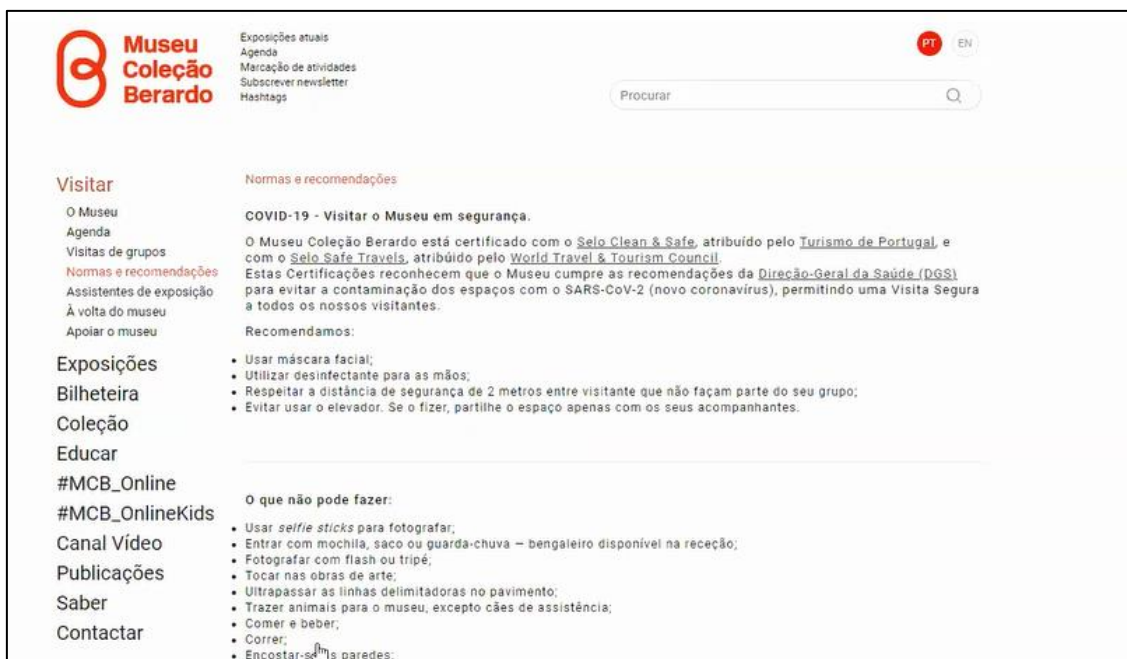 Museu
Coleção
Berardo
Exposições atuais
Agenda
Marcação de atividades
Subscrever newsletter
Hashtags
PT
EN
Procurar
Visitar
O Museu
Agenda
Visitas de grupos
Normas e recomendações
Assistentes de exposição
À volta do museu
Apoiar o museu
Exposições
Bilheteira
Coleção
Educar
#MCB_Online
#MCB_OnlineKids
Canal Vídeo
Publicações
Saber
Contactar
Normas e recomendações
COVID-19 - Visitar o Museu em segurança.
O Museu Coleção Berardo está certificado com o Selo Clean & Safe, atribuído pelo Turismo de Portugal, e
com o Selo Safe Travels, atribúido pelo World Travel & Tourism Council.
Estas Certificações reconhecem que o Museu cumpre as recomendações da Direção-Geral da Saúde (DGS)
para evitar a contaminação dos espaços com o SARS-CoV-2 (novo coronavírus), permitindo uma Visita Segura
a todos os nossos visitantes.
Recomendamos:
• Usar máscara facial;
• Utilizar desinfectante para as mãos;
• Respeitar a distância de segurança de 2 metros entre visitante que não façam parte do seu grupo;
• Evitar usar o elevador. Se o fizer, partilhe o espaço apenas com os seus acompanhantes.
O que não pode fazer:
• Usar selfie sticks para fotografar;
• Entrar com mochila, saco ou guarda-chuva — bengaleiro disponível na receção;
• Fotografar com flash ou tripé;
• Tocar nas obras de arte;
• Ultrapassar as linhas delimitadoras no pavimento;
• Trazer animais para o museu, excepto cães de assistência;
• Comer e beber;
• Correr;
• paredes;